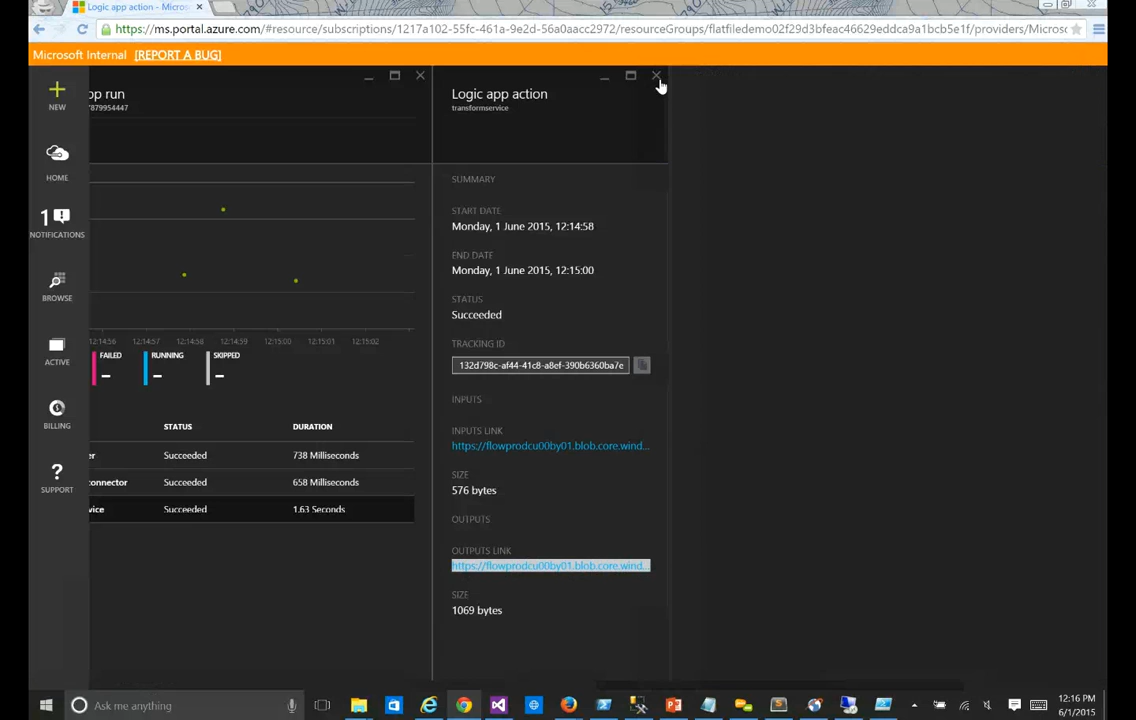 Logic app action - Micros
https://ms.portal.azure.com/#resource/subscriptions/1217a102-55fc-461a-9e2d-56a0aacc2972/resourceGroups/flatfiledemo02f29d3bfeac46629eddca9a1bcb5e1f/providers/Micros
Microsoft Internal [REPORT A BUG]
NEW
HOME
1
NOTIFICATIONS
BROWSE
ACTIVE
BILLING
SUPPORT
pp run
879954447
12:14:56 12:14:57 12:14:58 12:14:59 12:15:00 12:15:01 12:15:02
FAILED RUNNING SKIPPED
– – –
STATUS DURATION
er Succeeded 738 Milliseconds
connector Succeeded 658 Milliseconds
vice Succeeded 1.63 Seconds
Logic app action
transformservice
SUMMARY
START DATE
Monday, 1 June 2015, 12:14:58
END DATE
Monday, 1 June 2015, 12:15:00
STATUS
Succeeded
TRACKING ID
132d798c-af44-41c8-a8ef-390b6360ba7e
INPUTS
INPUTS LINK
https://flowprodcu00by01.blob.core.wind...
SIZE
576 bytes
OUTPUTS
OUTPUTS LINK
https://flowprodcu00by01.blob.core.wind...
SIZE
1069 bytes
Ask me anything
12:16 PM
6/1/2015